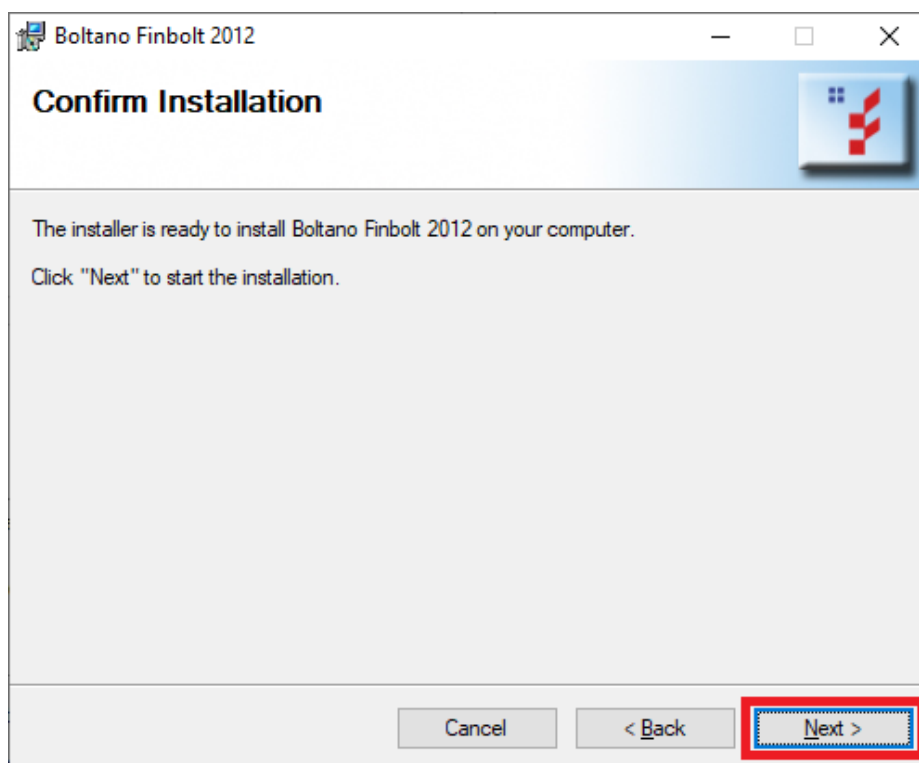 Boltano Finbolt 2012
Confirm Installation
The installer is ready to install Boltano Finbolt 2012 on your computer.
Click "Next" to start the installation.
Cancel
< Back
Next >